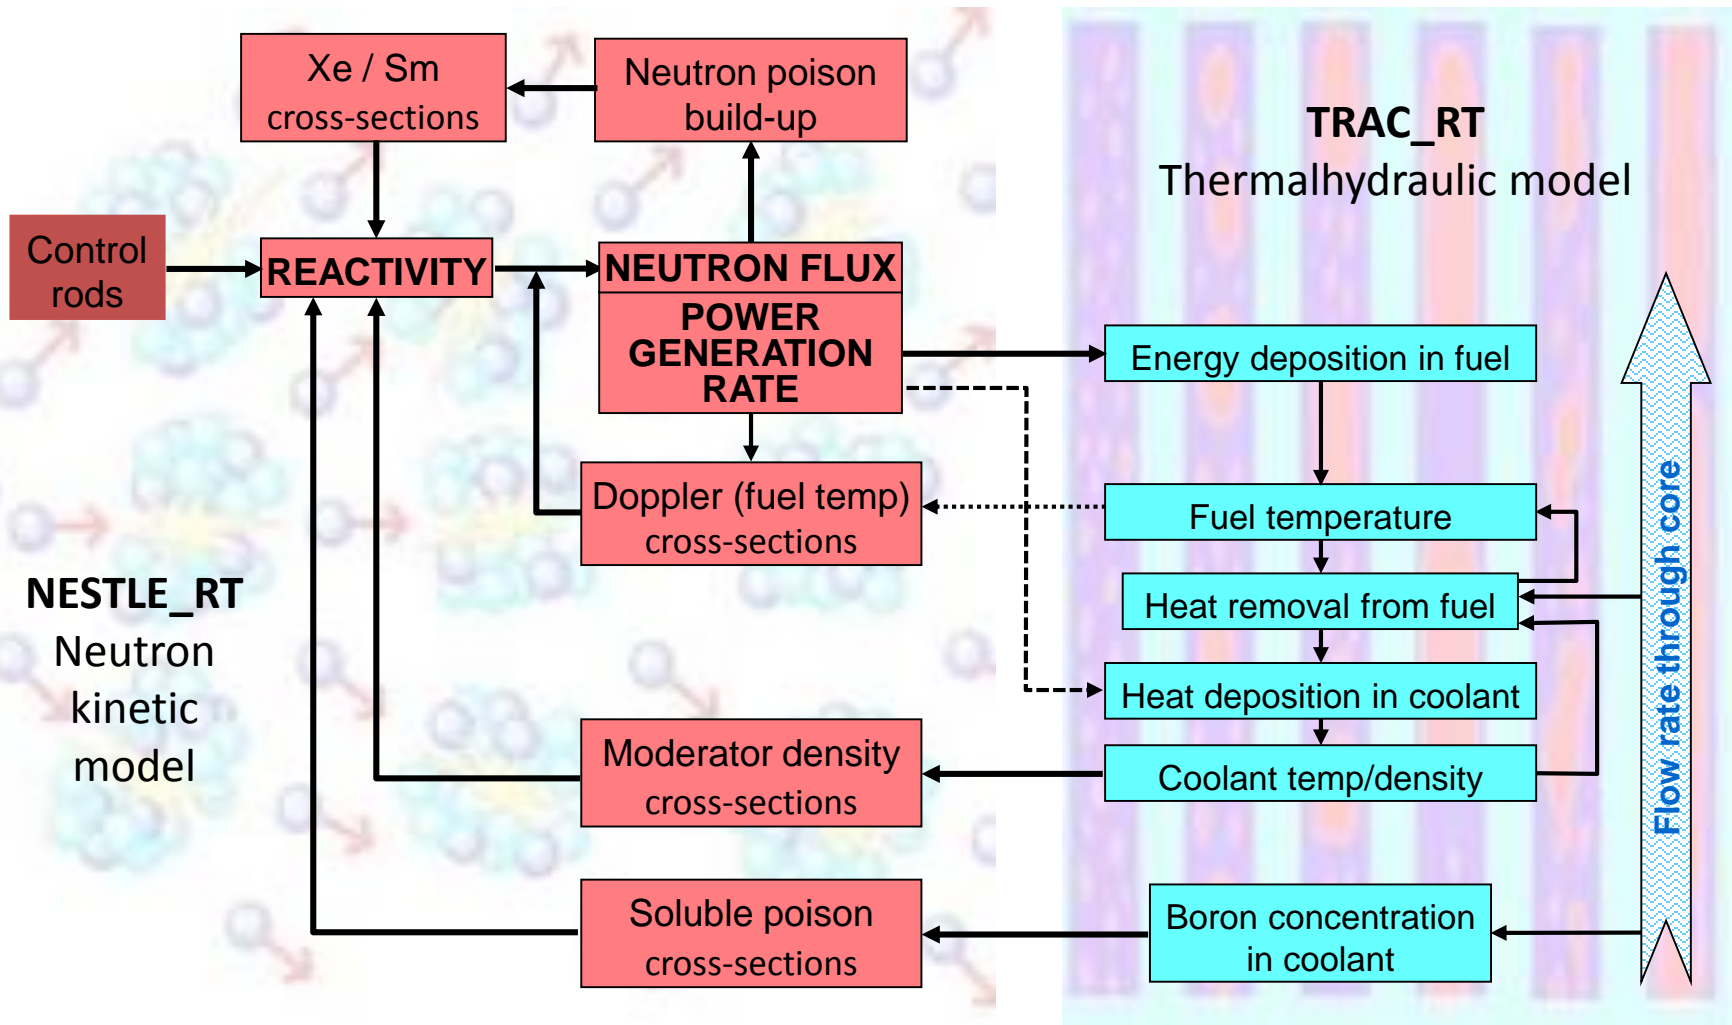 Xe / Sm
cross-sections
Neutron poison
build-up
TRAC_RT
Thermalhydraulic model
Control
rods
REACTIVITY
NEUTRON FLUX
POWER
GENERATION
RATE
Energy deposition in fuel
Doppler (fuel temp)
cross-sections
Fuel temperature
NESTLE_RT
Neutron
kinetic
model
Heat removal from fuel
Heat deposition in coolant
Moderator density
cross-sections
Coolant temp/density
Flow rate through core
Soluble poison
cross-sections
Boron concentration
in coolant